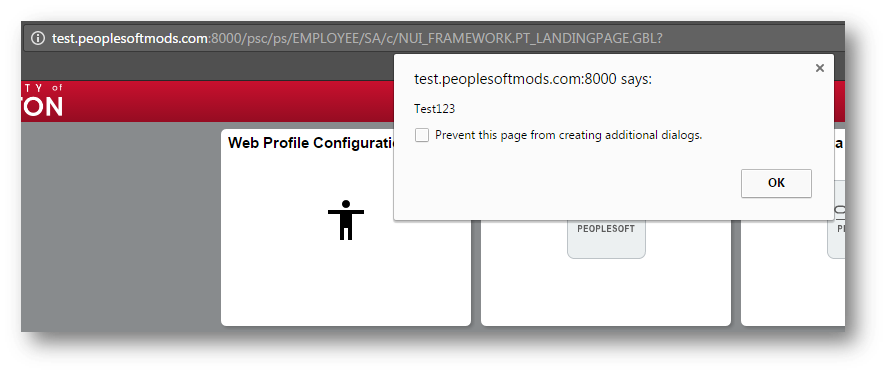 test.peoplesoftmods.com:8000/psc/ps/EMPLOYEE/SA/c/NUI_FRAMEWORK.PT_LANDINGPAGE.GBL?
test.peoplesoftmods.com:8000 says:
Test123
Prevent this page from creating additional dialogs.
OK
TY of
TON
Web Profile Configurati
PEOPLESOFT
a
PE